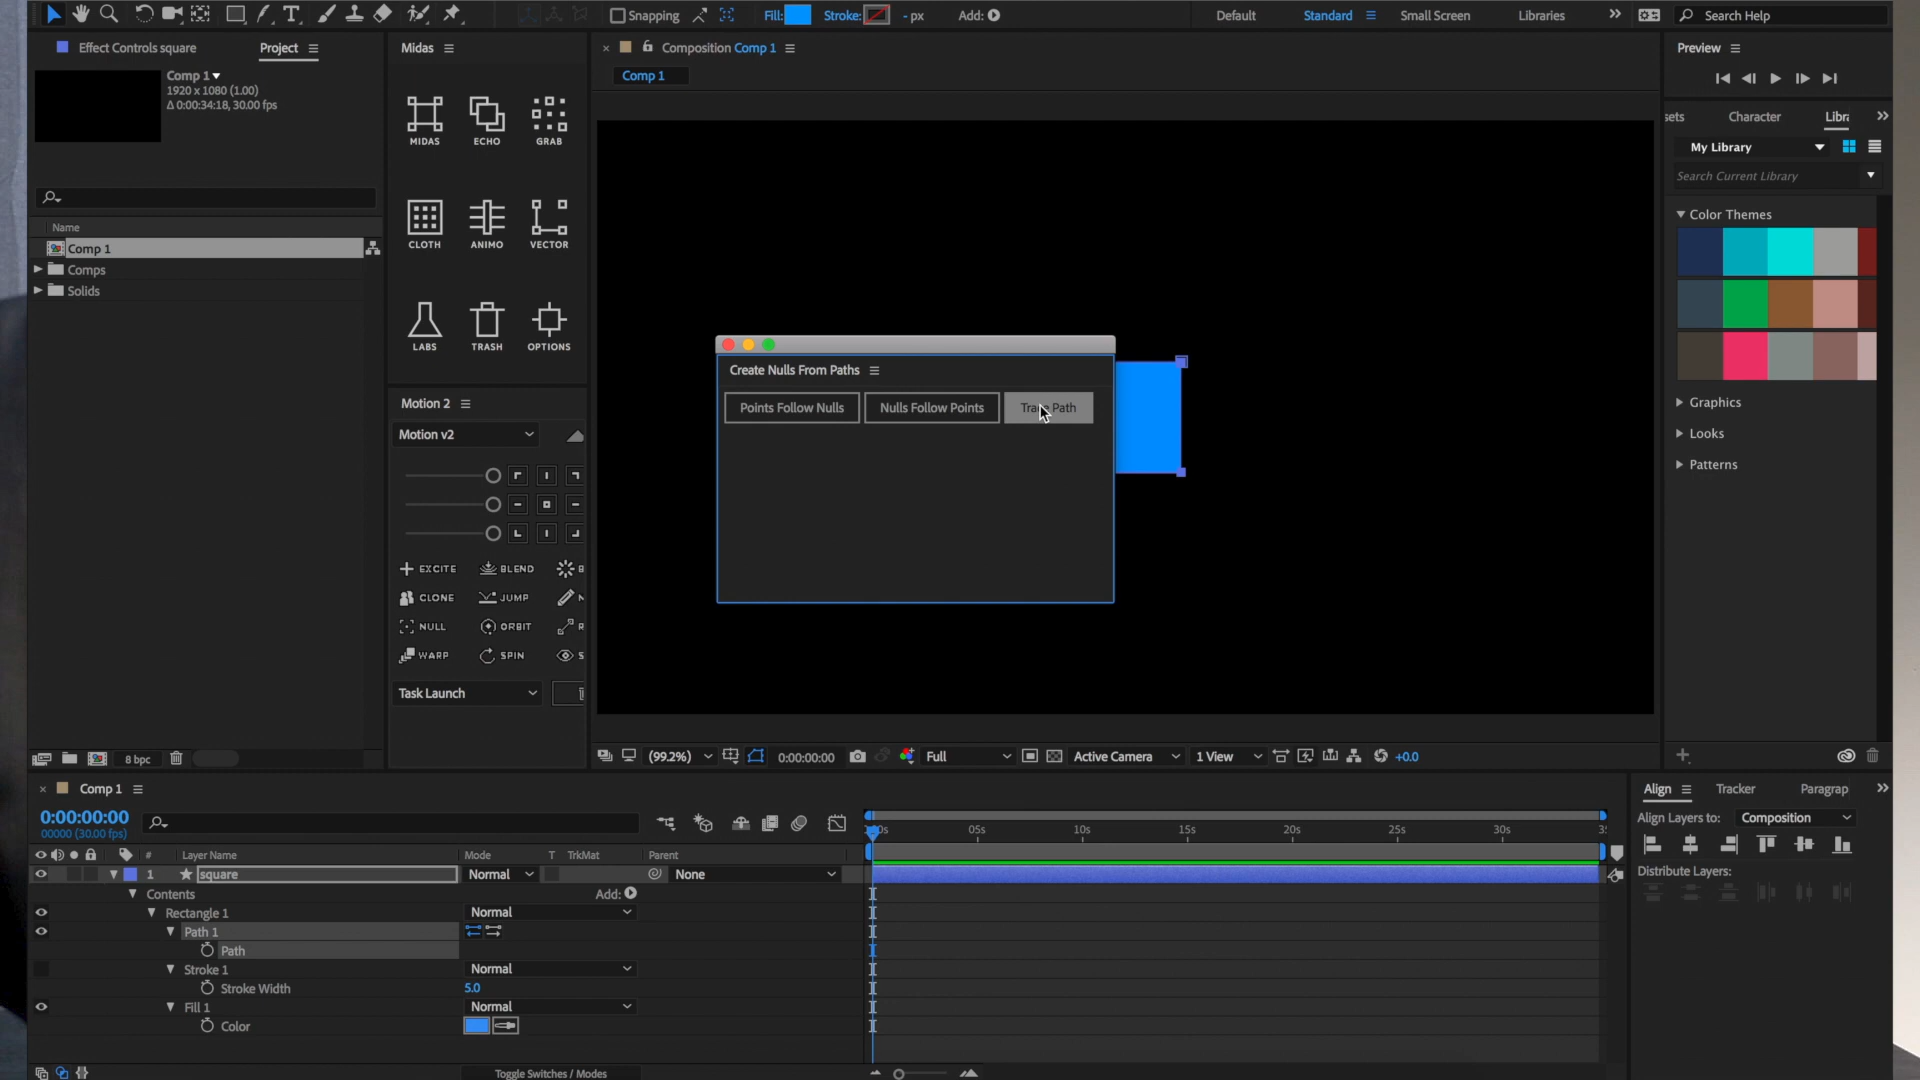 Snapping
Fill:
Stroke:
- px
Add:
Default
Standard
Small Screen
Libraries
Search Help
Effect Controls square
Project
Comp 1
1920 x 1080 (1.00)
Δ 0:00:34:18, 30.00 fps
Name
Comp 1
Comps
Solids
8 bpc
Midas
MIDAS
ECHO
GRAB
CLOTH
ANIMO
VECTOR
LABS
TRASH
OPTIONS
Motion 2
Motion v2
EXCITE
BLEND
CLONE
JUMP
NULL
ORBIT
WARP
SPIN
Task Launch
Composition Comp 1
Comp 1
Create Nulls From Paths
Points Follow Nulls
Nulls Follow Points
Trace Path
(99.2%)
0:00:00:00
Full
Active Camera
1 View
+0.0
Preview
sets
Character
Libra
My Library
Search Current Library
Color Themes
Graphics
Looks
Patterns
Comp 1
0:00:00:00
00000 (30.00 fps)
05s
10s
15s
20s
25s
30s
#
Layer Name
Mode
T
TrkMat
Parent
1
square
Normal
None
Contents
Add:
Rectangle 1
Normal
Path 1
Path
Stroke 1
Normal
Stroke Width
5.0
Fill 1
Normal
Color
Toggle Switches / Modes
Align
Tracker
Paragrap
Align Layers to:
Composition
Distribute Layers: